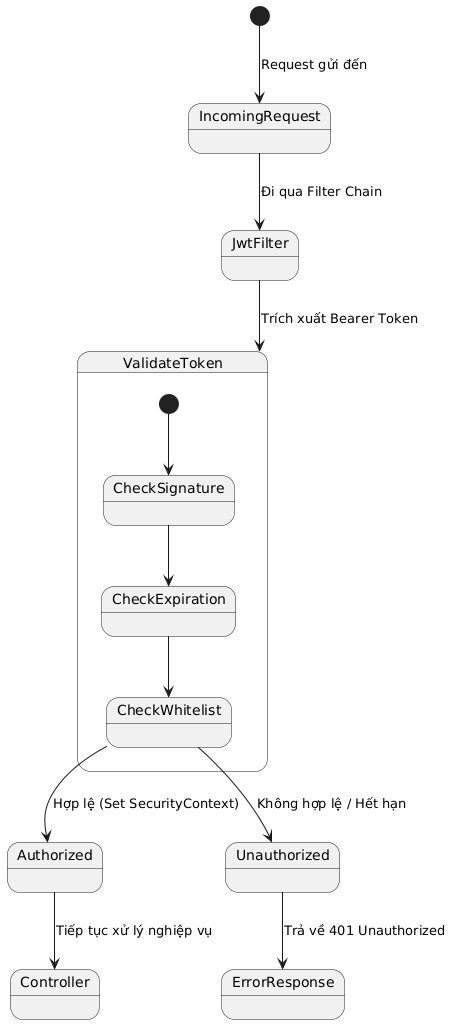 Request gửi đến
IncomingRequest
Đi qua Filter Chain
JwtFilter
Trích xuất Bearer Token
ValidateToken
CheckSignature
CheckExpiration
CheckWhitelist
Hợp lệ (Set SecurityContext)
Không hợp lệ / Hết hạn
Authorized
Unauthorized
Tiếp tục xử lý nghiệp vụ
Trả về 401 Unauthorized
Controller
ErrorResponse